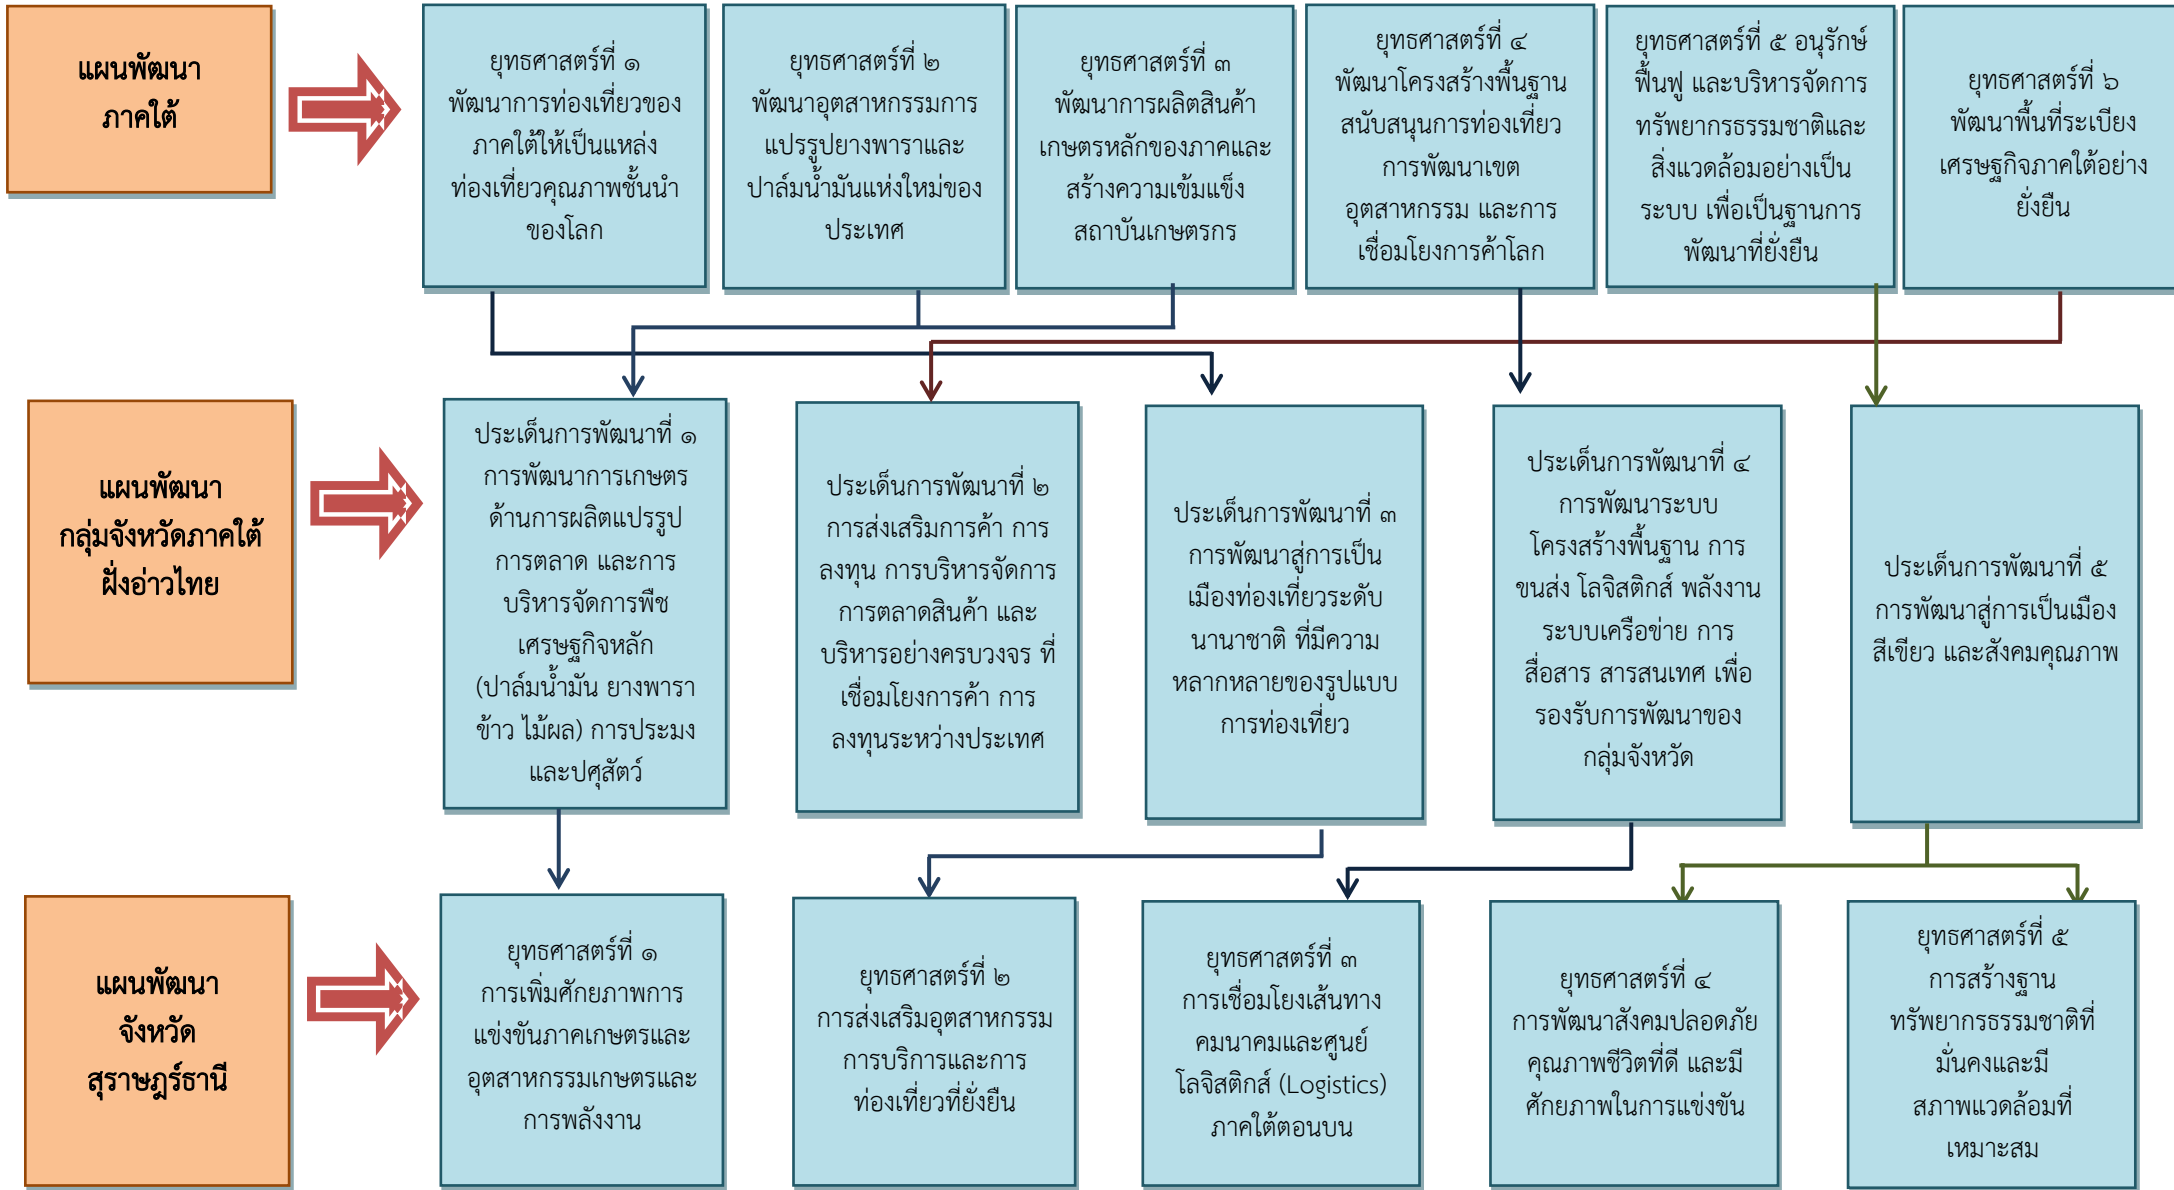 แผนพัฒนา
ภาคใต้
ยุทธศาสตร์ที่ ๑
พัฒนาการท่องเที่ยวของ
ภาคใต้ให้เป็นแหล่ง
ท่องเที่ยวคุณภาพชั้นนำ
ของโลก
ยุทธศาสตร์ที่ ๒
พัฒนาอุตสาหกรรมการ
แปรรูปยางพาราและ
ปาล์มน้ำมันแห่งใหม่ของ
ประเทศ
ยุทธศาสตร์ที่ ๓
พัฒนาการผลิตสินค้า
เกษตรหลักของภาคและ
สร้างความเข้มแข็ง
สถาบันเกษตรกร
ยุทธศาสตร์ที่ ๔
พัฒนาโครงสร้างพื้นฐาน
สนับสนุนการท่องเที่ยว
การพัฒนาเขต
อุตสาหกรรม และการ
เชื่อมโยงการค้าโลก
ยุทธศาสตร์ที่ ๕ อนุรักษ์
ฟื้นฟู และบริหารจัดการ
ทรัพยากรธรรมชาติและ
สิ่งแวดล้อมอย่างเป็น
ระบบ เพื่อเป็นฐานการ
พัฒนาที่ยั่งยืน
ยุทธศาสตร์ที่ ๖
พัฒนาพื้นที่ระเบียง
เศรษฐกิจภาคใต้อย่าง
ยั่งยืน
แผนพัฒนา
กลุ่มจังหวัดภาคใต้
ฝั่งอ่าวไทย
ประเด็นการพัฒนาที่ ๑
การพัฒนาการเกษตร
ด้านการผลิตแปรรูป
การตลาด และการ
บริหารจัดการพืช
เศรษฐกิจหลัก
(ปาล์มน้ำมัน ยางพารา
ข้าว ไม้ผล) การประมง
และปศุสัตว์
ประเด็นการพัฒนาที่ ๒
การส่งเสริมการค้า การ
ลงทุน การบริหารจัดการ
การตลาดสินค้า และ
บริหารอย่างครบวงจร ที่
เชื่อมโยงการค้า การ
ลงทุนระหว่างประเทศ
ประเด็นการพัฒนาที่ ๓
การพัฒนาสู่การเป็น
เมืองท่องเที่ยวระดับ
นานาชาติ ที่มีความ
หลากหลายของรูปแบบ
การท่องเที่ยว
ประเด็นการพัฒนาที่ ๔
การพัฒนาระบบ
โครงสร้างพื้นฐาน การ
ขนส่ง โลจิสติกส์ พลังงาน
ระบบเครือข่าย การ
สื่อสาร สารสนเทศ เพื่อ
รองรับการพัฒนาของ
กลุ่มจังหวัด
ประเด็นการพัฒนาที่ ๕
การพัฒนาสู่การเป็นเมือง
สีเขียว และสังคมคุณภาพ
แผนพัฒนา
จังหวัด
สุราษฎร์ธานี
ยุทธศาสตร์ที่ ๑
การเพิ่มศักยภาพการ
แข่งขันภาคเกษตรและ
อุตสาหกรรมเกษตรและ
การพลังงาน
ยุทธศาสตร์ที่ ๒
การส่งเสริมอุตสาหกรรม
การบริการและการ
ท่องเที่ยวที่ยั่งยืน
ยุทธศาสตร์ที่ ๓
การเชื่อมโยงเส้นทาง
คมนาคมและศูนย์
โลจิสติกส์ (Logistics)
ภาคใต้ตอนบน
ยุทธศาสตร์ที่ ๔
การพัฒนาสังคมปลอดภัย
คุณภาพชีวิตที่ดี และมี
ศักยภาพในการแข่งขัน
ยุทธศาสตร์ที่ ๕
การสร้างฐาน
ทรัพยากรธรรมชาติที่
มั่นคงและมี
สภาพแวดล้อมที่
เหมาะสม